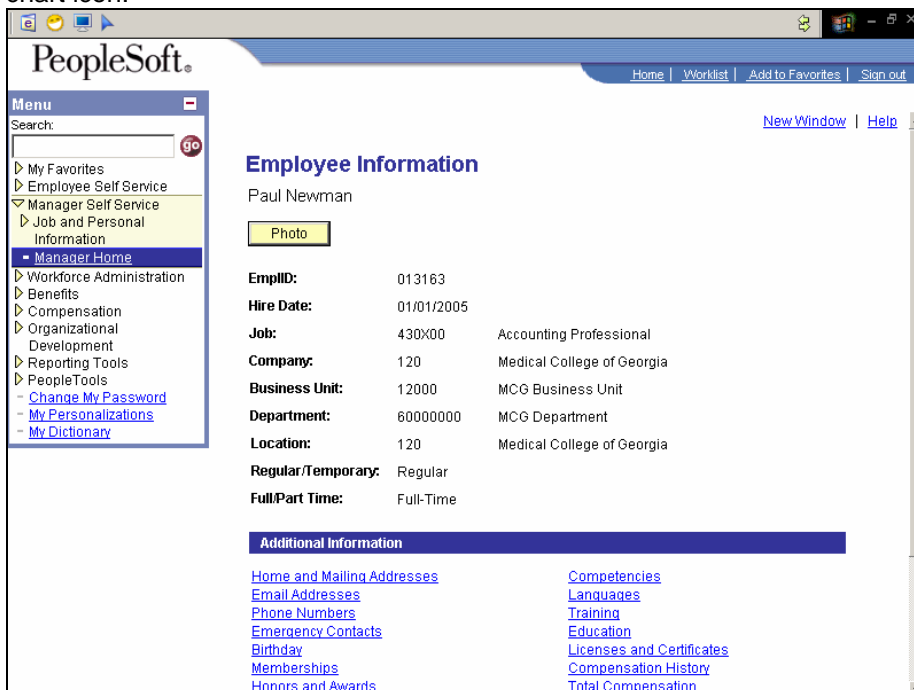 chart icon.
PeopleSoft®
Home | Worklist | Add to Favorites | Sign out
Menu
Search:
go
My Favorites
Employee Self Service
Manager Self Service
Job and Personal
Information
Manager Home
Workforce Administration
Benefits
Compensation
Organizational
Development
Reporting Tools
PeopleTools
Change My Password
My Personalizations
My Dictionary
New Window | Help
Employee Information
Paul Newman
Photo
EmplID: 013163
Hire Date: 01/01/2005
Job: 430X00 Accounting Professional
Company: 120 Medical College of Georgia
Business Unit: 12000 MCG Business Unit
Department: 60000000 MCG Department
Location: 120 Medical College of Georgia
Regular/Temporary: Regular
Full/Part Time: Full-Time
Additional Information
Home and Mailing Addresses
Email Addresses
Phone Numbers
Emergency Contacts
Birthday
Memberships
Honors and Awards
Competencies
Languages
Training
Education
Licenses and Certificates
Compensation History
Total Compensation